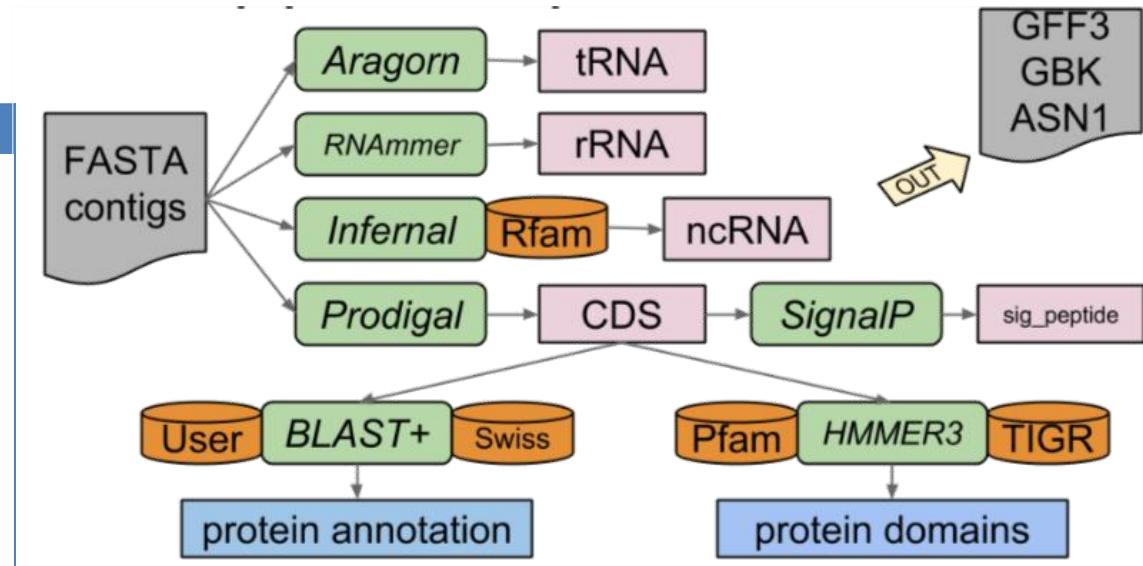 GFF3
GBK
ASN1
Aragorn
tRNA
FASTA
contigs
RNAmmer
rRNA
OUT
Infernal
Rfam
ncRNA
Prodigal
CDS
SignalP
sig_peptide
User
BLAST+
Swiss
Pfam
HMMER3
TIGR
protein annotation
protein domains